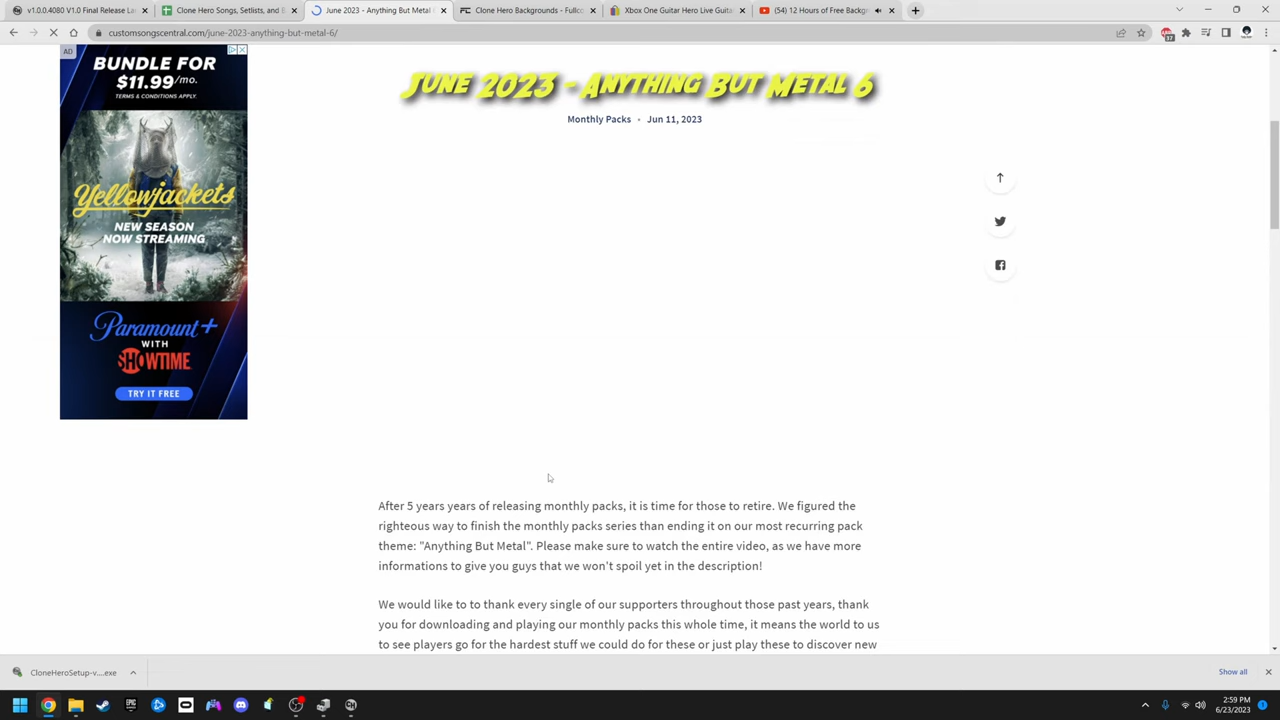 v1.0.0.4080 V1.0 Final Release La
Clone Hero Songs, Setlists, and B
June 2023 - Anything But Metal
Clone Hero Backgrounds - Fullco
Xbox One Guitar Hero Live Guita
(54) 12 Hours of Free Backgr
customsongscentral.com/june-2023-anything-but-metal-6/
AD
BUNDLE FOR
$11.99/mo.
TERMS & CONDITIONS APPLY.
Yellowjackets
NEW SEASON
NOW STREAMING
Paramount+
WITH
SHOWTIME
TRY IT FREE
June 2023 - Anything But Metal 6
Monthly Packs • Jun 11, 2023
After 5 years years of releasing monthly packs, it is time for those to retire. We figured the
righteous way to finish the monthly packs series than ending it on our most recurring pack
theme: "Anything But Metal". Please make sure to watch the entire video, as we have more
informations to give you guys that we won't spoil yet in the description!
We would like to to thank every single of our supporters throughout those past years, thank
you for downloading and playing our monthly packs this whole time, it means the world to us
to see players go for the hardest stuff we could do for these or just play these to discover new
CloneHeroSetup-v....exe
Show all
2:59 PM
6/23/2023